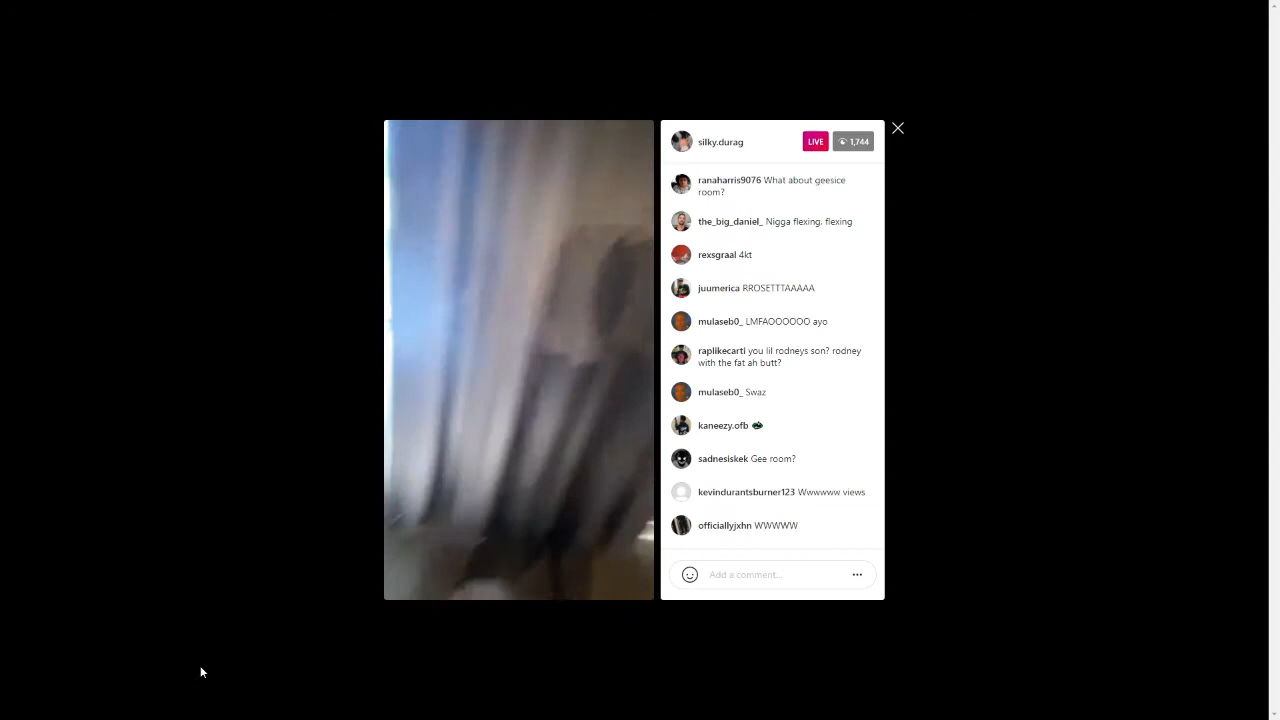 silky.durag LIVE 1,744
ranaharris9076 What about geesice
room?
the_big_daniel_ Nigga flexing, flexing
rexsgraal 4kt
juumerica RROSETTTAAAAA
mulaseb0_ LMFAOOOOOO ayo
raplikecarti you lil rodneys son? rodney
with the fat ah butt?
mulaseb0_ Swaz
kaneezy.ofb
sadnesiskek Gee room?
kevindurantsburner123 Wwwwww views
officiallyjxhn WWWWW
Add a comment...